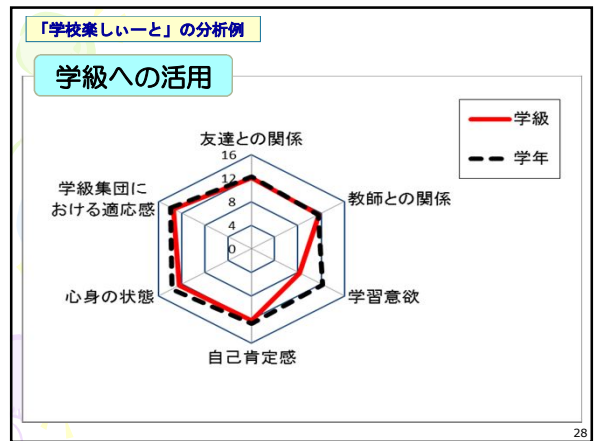 「学校楽しぃーと」の分析例
学級への活用
学級
学年
友達との関係
16
12
8
4
0
学級集団に
おける適応感
教師との関係
心身の状態
学習意欲
自己肯定感
28